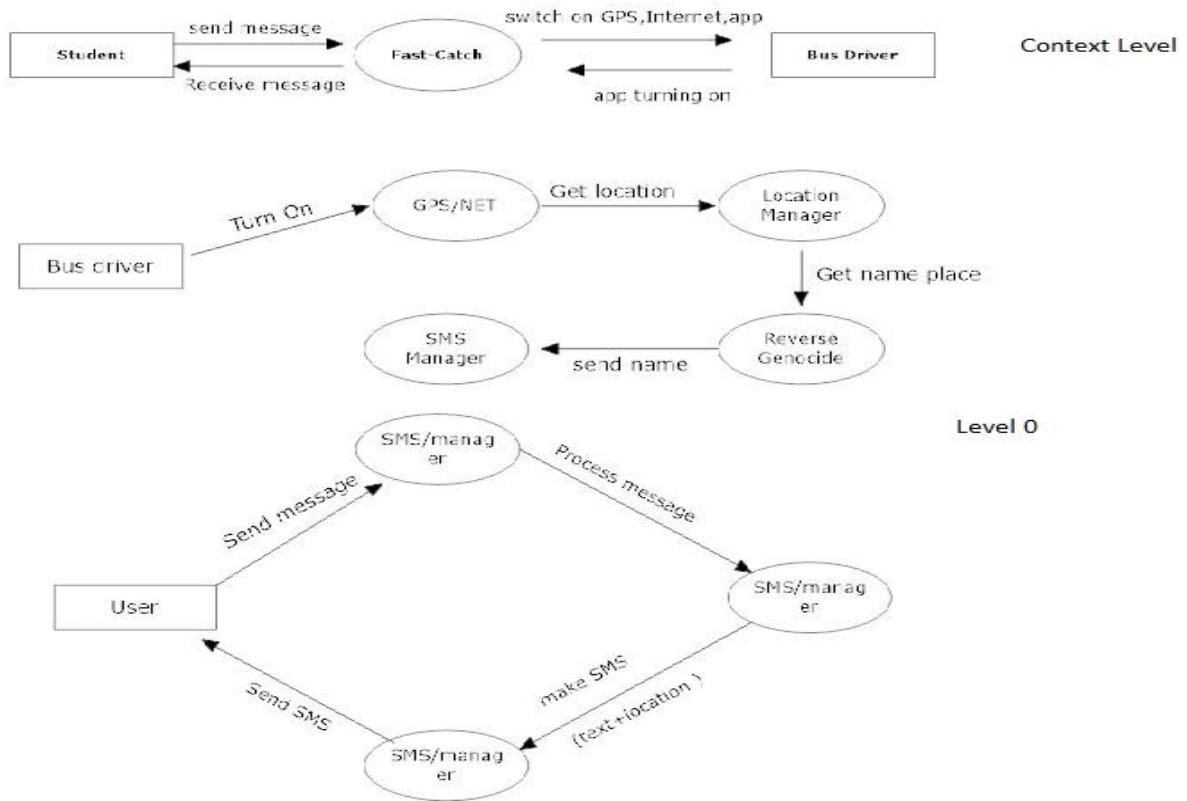 send message
switch on GPS,Internet,app
Student
Fast-Catch
Bus Driver
Context Level
Receive message
app turning on
Turn On
GPS/NET
Get location
Location
Manager
Bus driver
Get name place
SMS
Manager
send name
Reverse
Genocide
Level 0
SMS/manag
er
Send message
Process message
User
SMS/manag
er
make SMS
(text+location )
Send SMS
SMS/manag
er